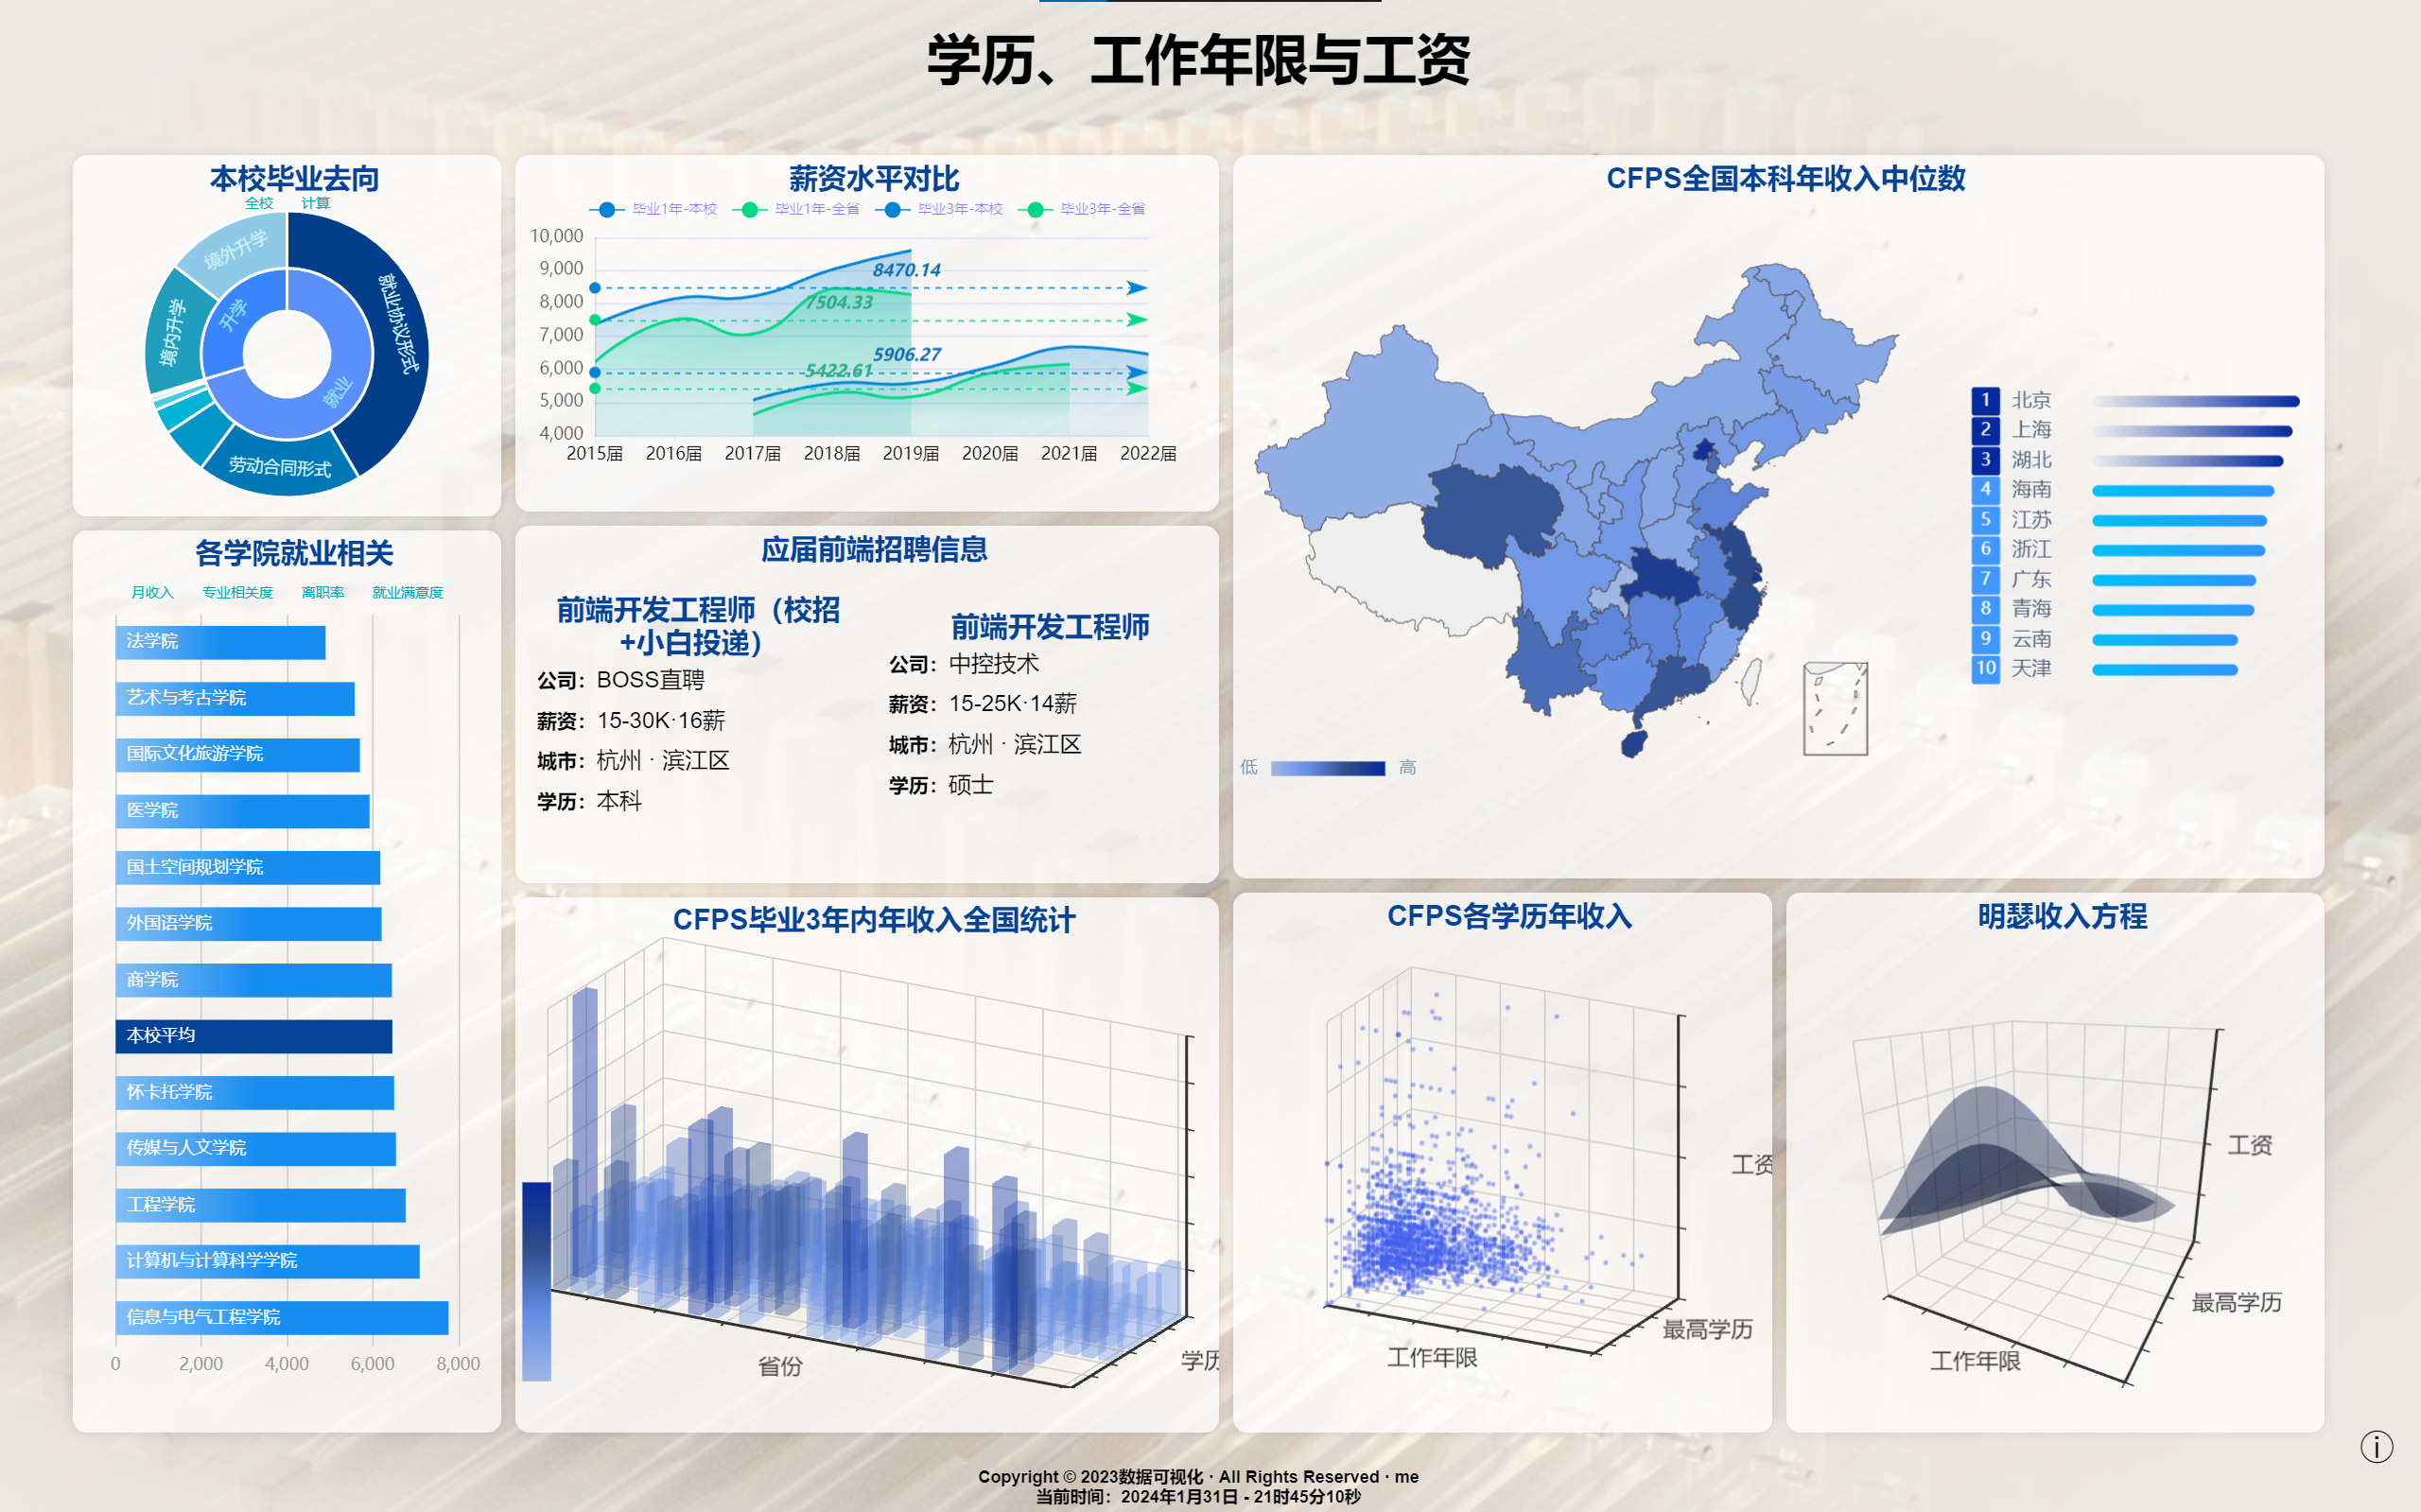 学历、工作年限与工资
本校毕业去向
全校 计算
境外升学
就业协议形式
升学
境内升学
就业
劳动合同形式
薪资水平对比
毕业1年-本校 毕业1年-全省 毕业3年-本校 毕业3年-全省
10,000
9,000
8,000
7,000
6,000
5,000
4,000
8470.14
7504.33
5906.27
5422.61
2015届 2016届 2017届 2018届 2019届 2020届 2021届 2022届
CFPS全国本科年收入中位数
1 北京
2 上海
3 湖北
4 海南
5 江苏
6 浙江
7 广东
8 青海
9 云南
10 天津
低 高
各学院就业相关
月收入 专业相关度 离职率 就业满意度
法学院
艺术与考古学院
国际文化旅游学院
医学院
国土空间规划学院
外国语学院
商学院
本校平均
怀卡托学院
传媒与人文学院
工程学院
计算机与计算科学学院
信息与电气工程学院
0 2,000 4,000 6,000 8,000
应届前端招聘信息
前端开发工程师（校招
+小白投递）
公司：BOSS直聘
薪资：15-30K·16薪
城市：杭州 · 滨江区
学历：本科
前端开发工程师
公司：中控技术
薪资：15-25K·14薪
城市：杭州 · 滨江区
学历：硕士
CFPS毕业3年内年收入全国统计
省份
学历
CFPS各学历年收入
工资
最高学历
工作年限
明瑟收入方程
工资
最高学历
工作年限
Copyright © 2023数据可视化 · All Rights Reserved · me
当前时间：2024年1月31日 - 21时45分10秒